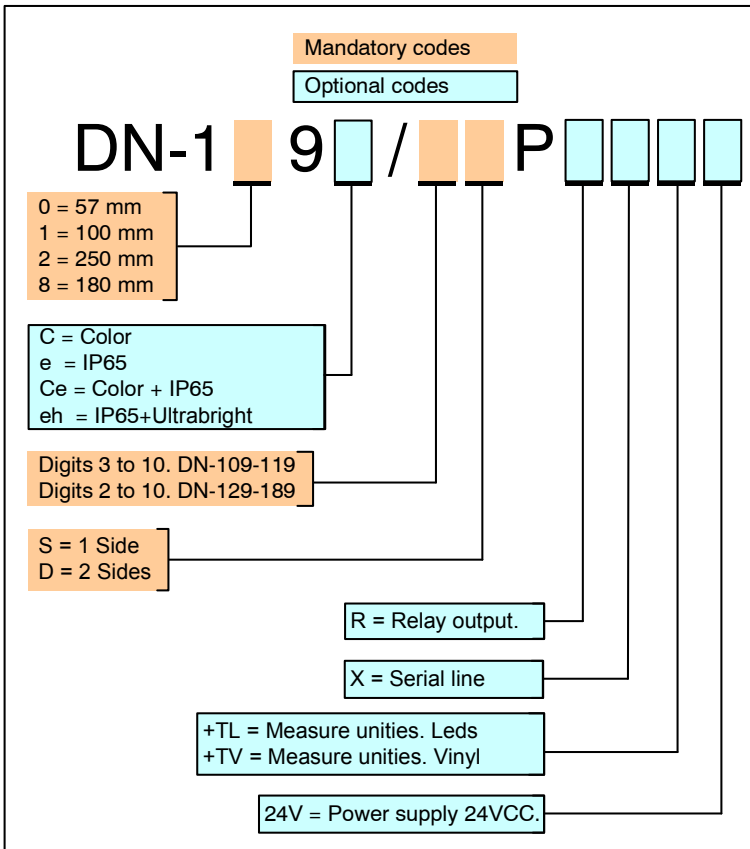 Mandatory codes
Optional codes
DN-1 9 / P
0 = 57 mm
1 = 100 mm
2 = 250 mm
8 = 180 mm
C = Color
e = IP65
Ce = Color + IP65
eh = IP65+Ultrabright
Digits 3 to 10. DN-109-119
Digits 2 to 10. DN-129-189
S = 1 Side
D = 2 Sides
R = Relay output.
X = Serial line
+TL = Measure unities. Leds
+TV = Measure unities. Vinyl
24V = Power supply 24VCC.